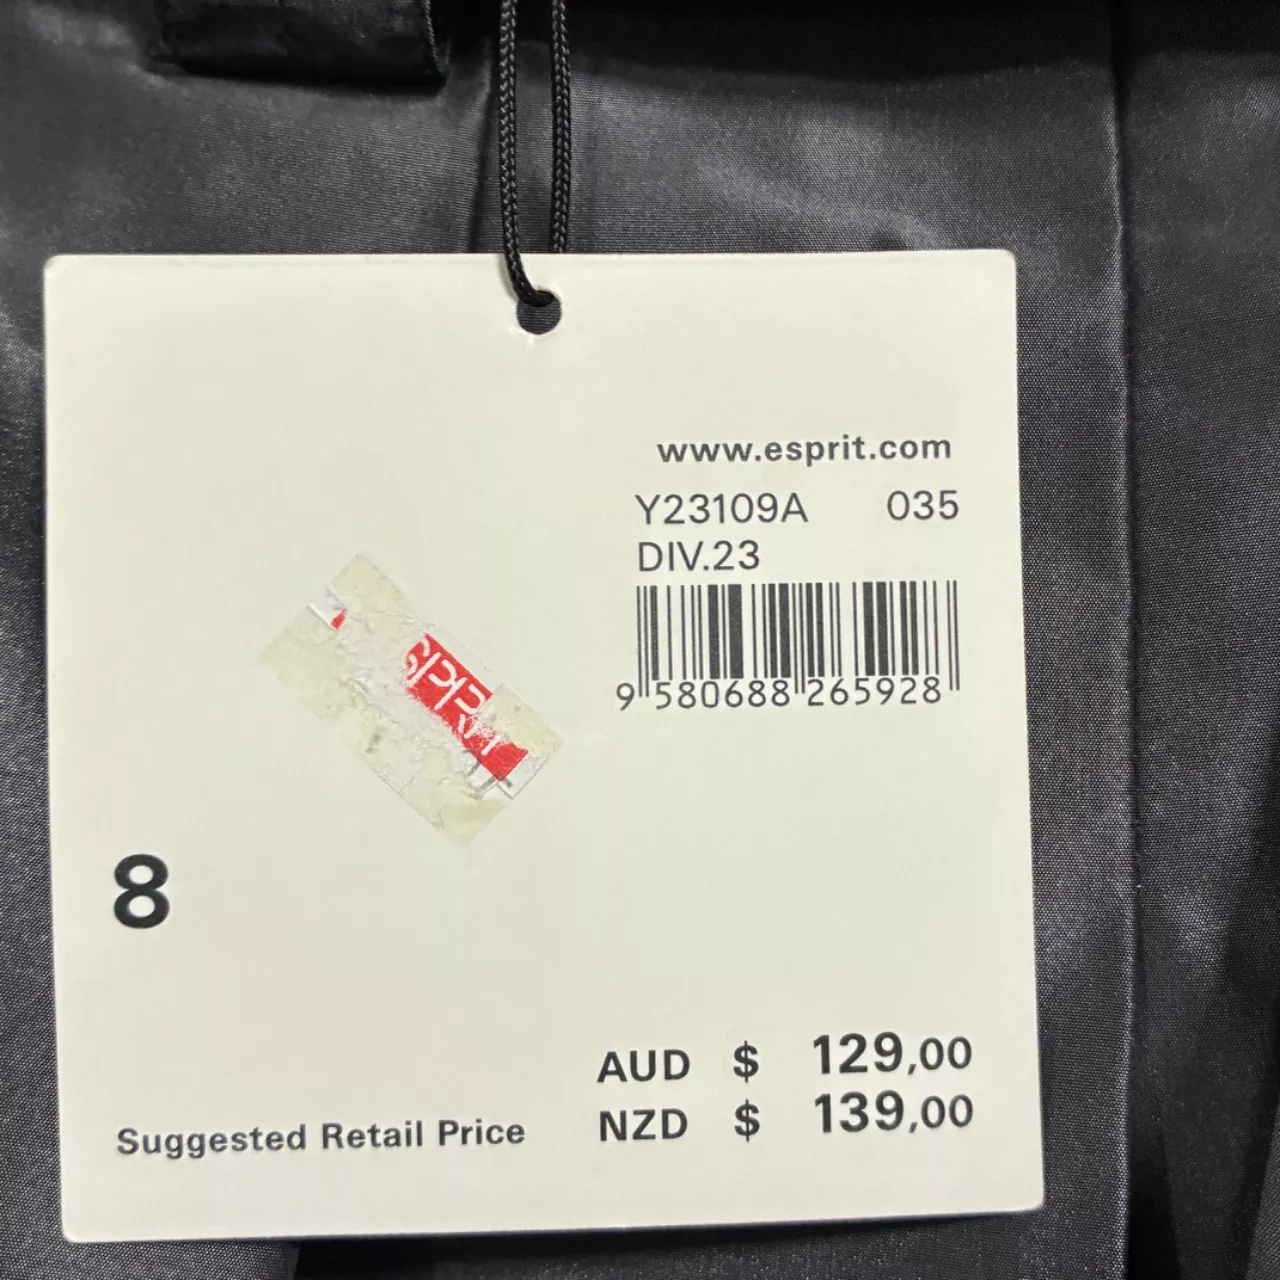 www.esprit.com
Y23109A 035
DIV.23
9 580688 265928
SPRIT
8
AUD $ 129,00
NZD $ 139,00
Suggested Retail Price